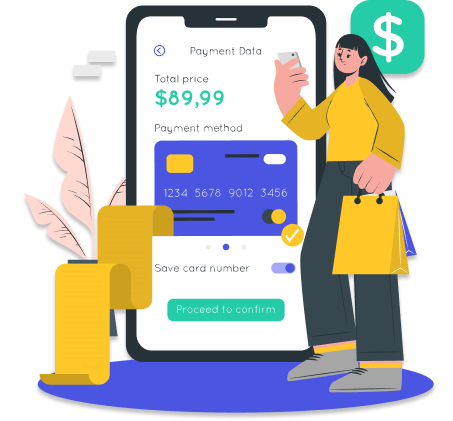 $
Payment Data
Total price
$89,99
Payment method
1234 5678 9012 3456
Save card number
Proceed to confirm